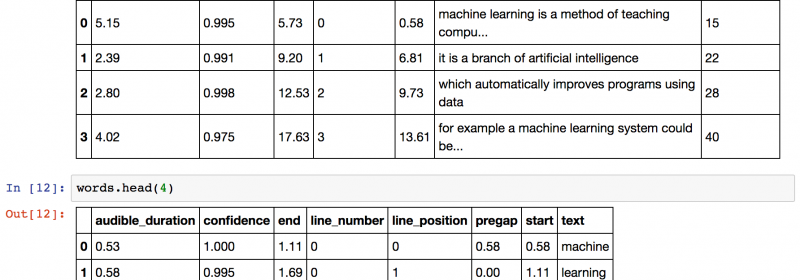 0 5.15 0.995 5.73 0 0.58 machine learning is a method of teaching compu... 15
1 2.39 0.991 9.20 1 6.81 it is a branch of artificial intelligence 22
2 2.80 0.998 12.53 2 9.73 which automatically improves programs using data 28
3 4.02 0.975 17.63 3 13.61 for example a machine learning system could be... 40
In [12]: words.head(4)
Out[12]:
audible_duration confidence end line_number line_position pregap start text
0 0.53 1.000 1.11 0 0 0.58 0.58 machine
1 0.58 0.995 1.69 0 1 0.00 1.11 learning